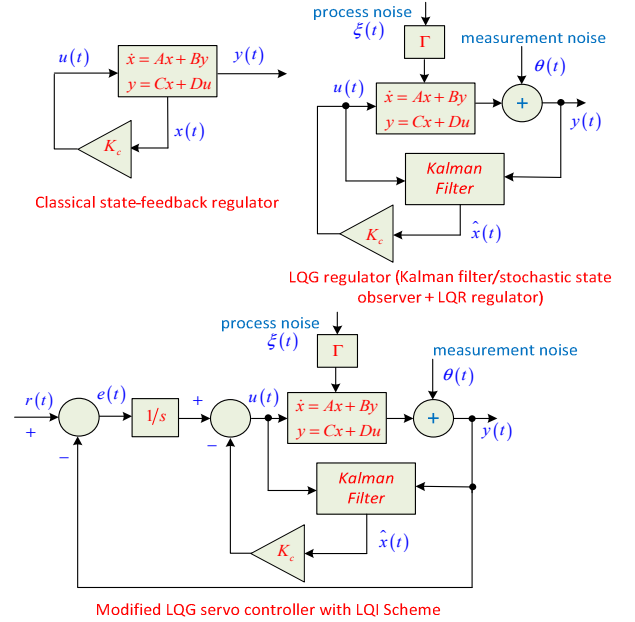 u(t)
ẋ = Ax + By
y = Cx + Du
y(t)
x(t)
K_c
Classical state-feedback regulator
process noise
ξ(t)
Γ
measurement noise
θ(t)
u(t)
ẋ = Ax + By
y = Cx + Du
+
y(t)
Kalman
Filter
K_c
x̂(t)
LQG regulator (Kalman filter/stochastic state
observer + LQR regulator)
process noise
ξ(t)
Γ
measurement noise
θ(t)
r(t)
+
−
e(t)
1/s
+
−
u(t)
ẋ = Ax + By
y = Cx + Du
+
y(t)
Kalman
Filter
K_c
x̂(t)
Modified LQG servo controller with LQI Scheme